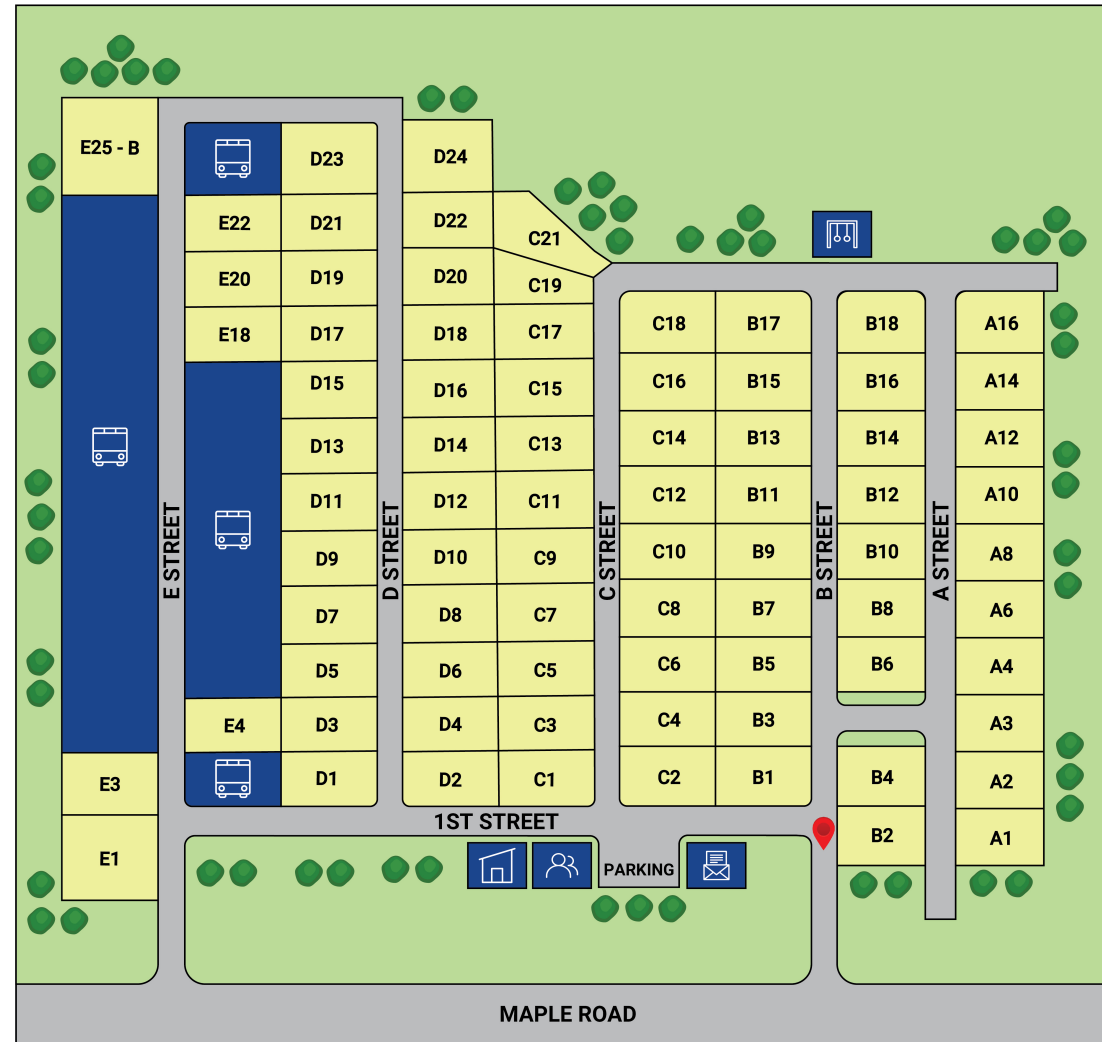 E25 - B
D23
D24
E22
D21
D22
C21
E20
D19
D20
C19
E18
D17
D18
C17
C18
B17
B18
A16
D15
D16
C15
C16
B15
B16
A14
D13
D14
C13
C14
B13
B14
A12
D11
D12
C11
C12
B11
B12
A10
E STREET
D STREET
C STREET
B STREET
A STREET
D9
D10
C9
C10
B9
B10
A8
D7
D8
C7
C8
B7
B8
A6
D5
D6
C5
C6
B5
B6
A4
E4
D3
D4
C3
C4
B3
A3
E3
D1
D2
C1
C2
B1
B4
A2
1ST STREET
B2
A1
E1
PARKING
MAPLE ROAD